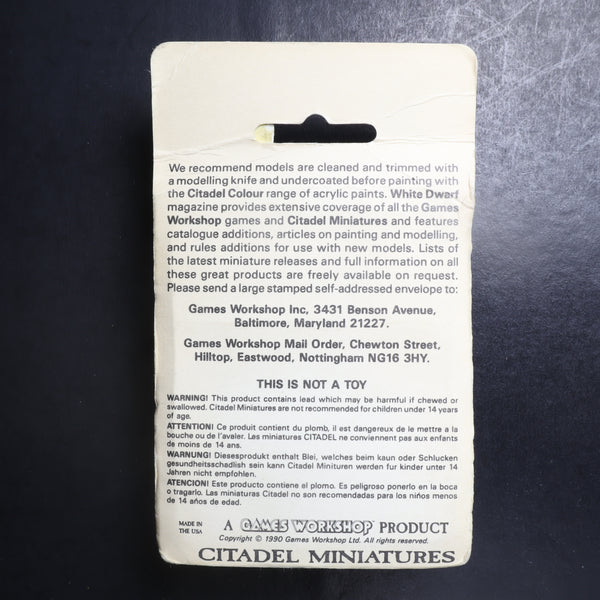 We recommend models are cleaned and trimmed with
a modelling knife and undercoated before painting with
the Citadel Colour range of acrylic paints. White Dwarf
magazine provides extensive coverage of all the Games
Workshop games and Citadel Miniatures and features
catalogue additions, articles on painting and modelling,
and rules additions for use with new models. Lists of
the latest miniature releases and full information on all
these great products are freely available on request.
Please send a large stamped self-addressed envelope to:
Games Workshop Inc, 3431 Benson Avenue,
Baltimore, Maryland 21227.
Games Workshop Mail Order, Chewton Street,
Hilltop, Eastwood, Nottingham NG16 3HY.
THIS IS NOT A TOY
WARNING! This product contains lead which may be harmful if chewed or
swallowed. Citadel Miniatures are not recommended for children under 14 years
of age.
ATTENTION! Ce produit contient du plomb, il est dangereux de le mettre a la
bouche ou de l'avaler. Las miniatures CITADEL ne conviennent pas aux enfants
de moins de 14 ans.
WARNUNG! Diesesprodukt enthalt Blei, welches beim kaun oder Schlucken
gesundheitsschadlish sein kann Citadel Minituren werden fur kinder unter 14
Jahren nicht empfohlen.
ATENCION! Este producto contiene el plomo. Es peligroso ponerlo en la boca
o tragarlo. Las miniaturas Citadel no son recomendadas para los niños menos
de 14 años de edad.
MADE IN
THE USA
A GAMES WORKSHOP PRODUCT
Copyright © 1990 Games Workshop Ltd. All rights reserved.
CITADEL MINIATURES